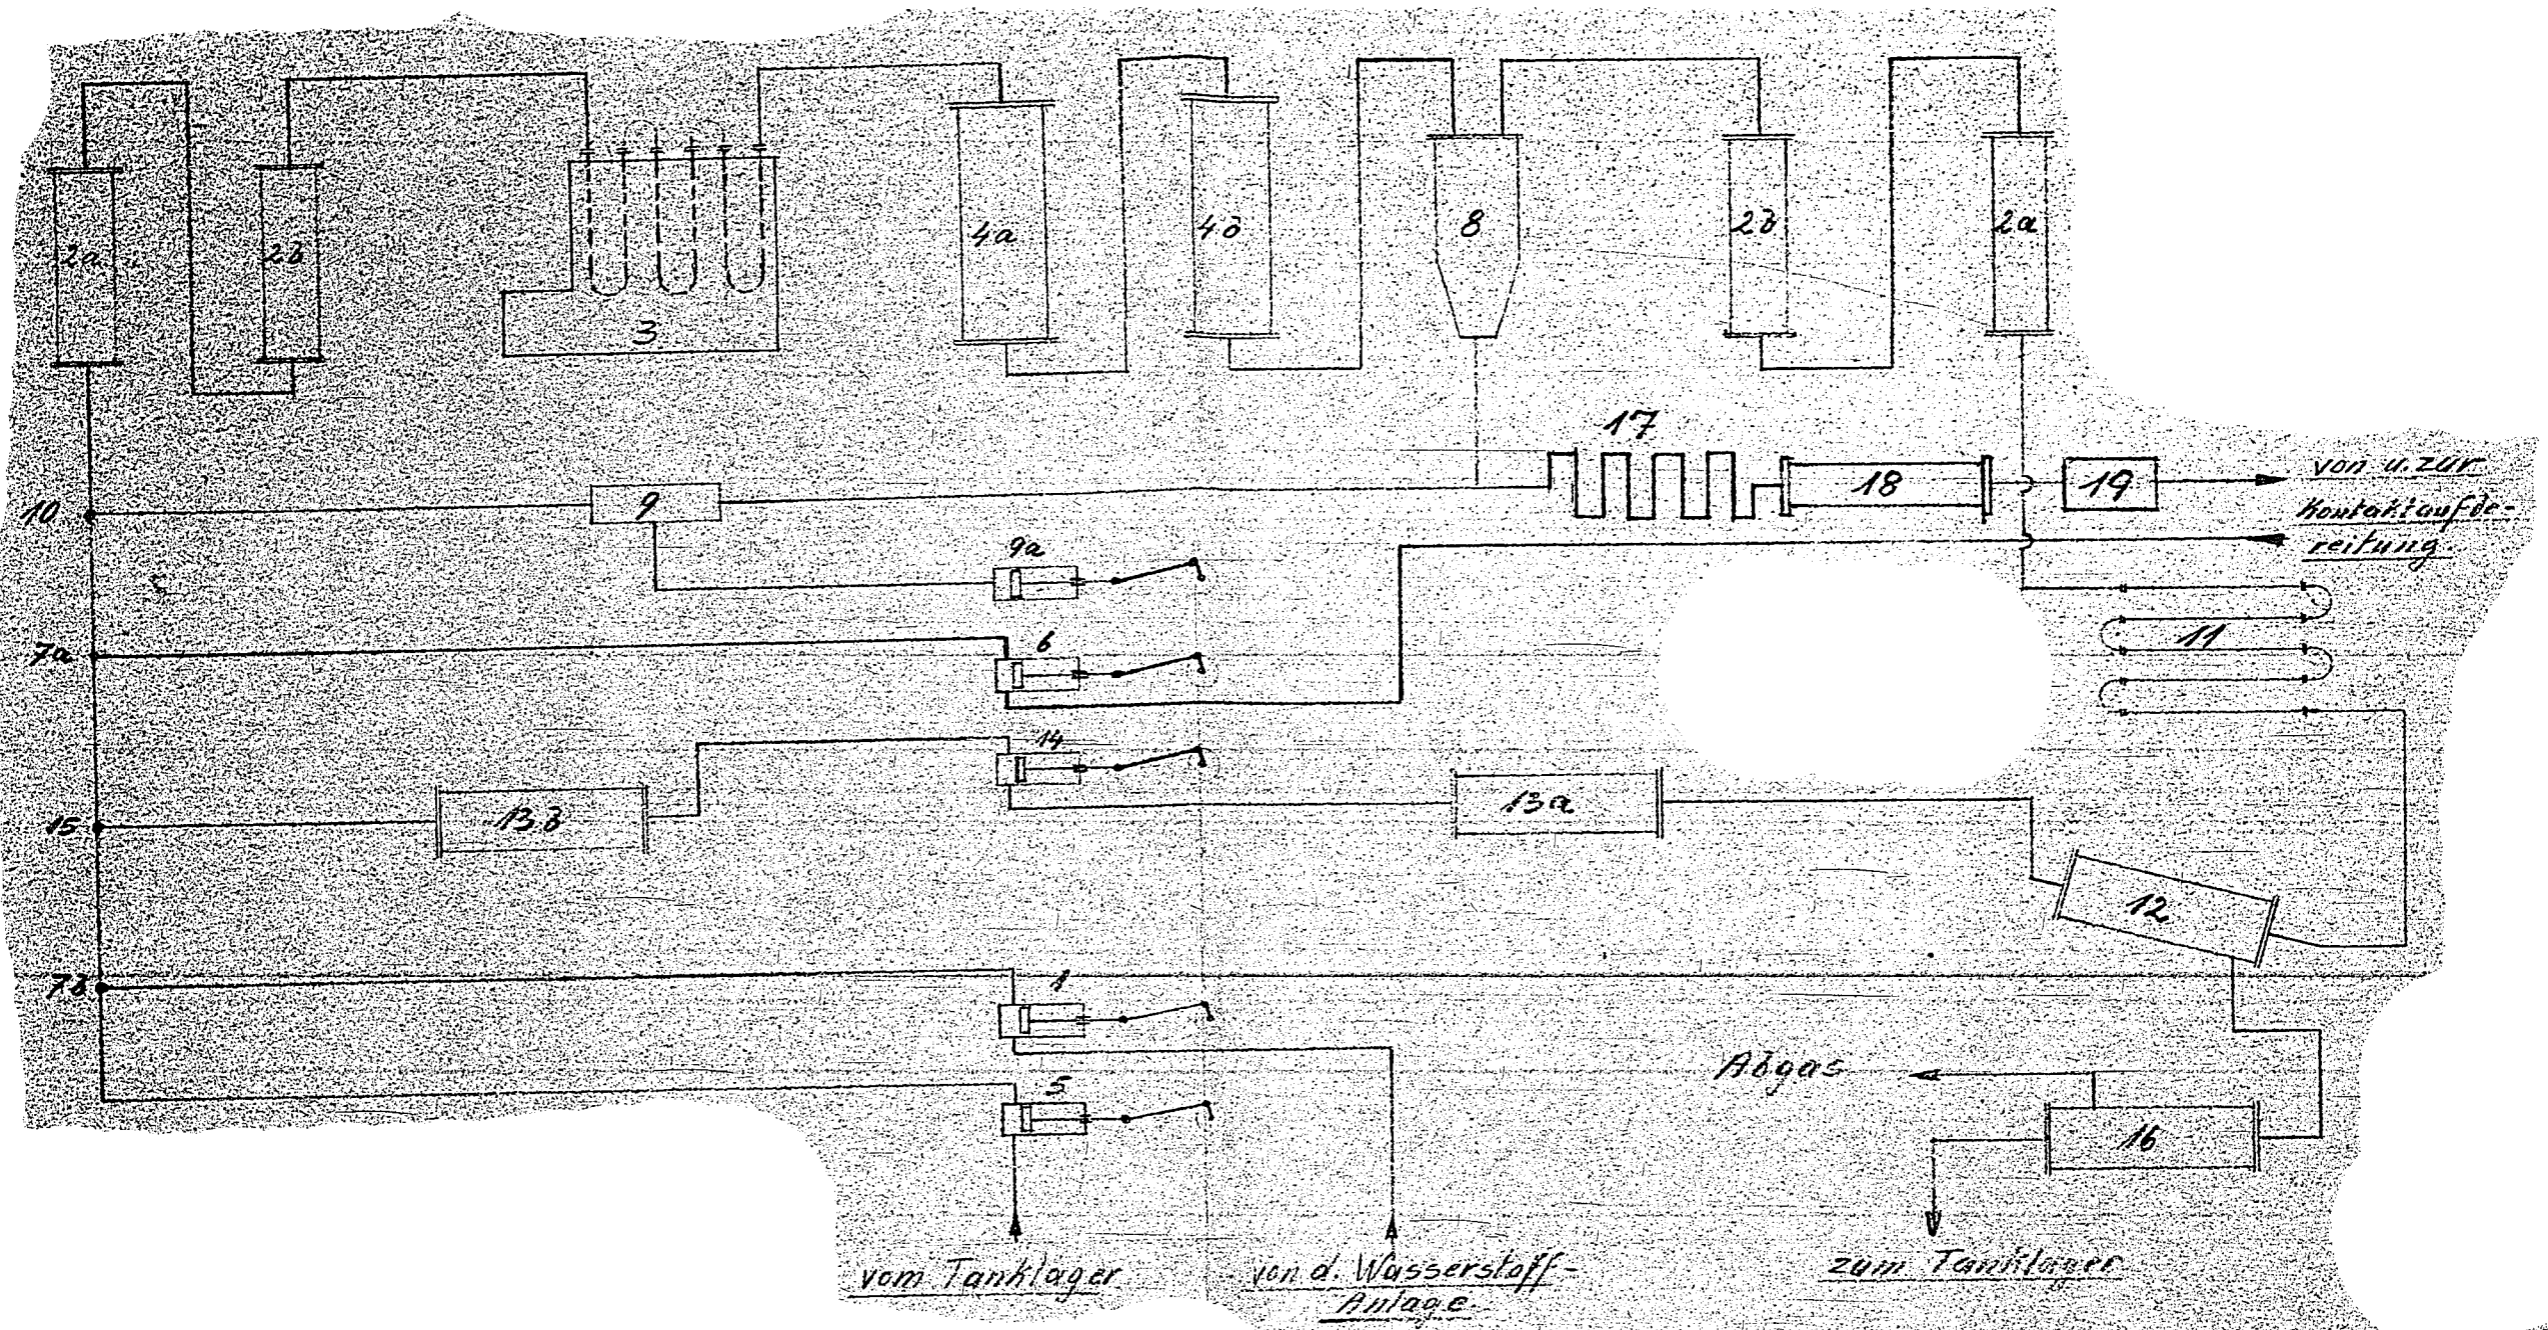 2a
2b
3
4a
4b
8
2b
2a
17
10
9
18
19
von u. zur
Kontaktaufbe-
reitung.
9a
7a
6
11
14
15
13b
13a
12
7b
1
5
Abgas
16
vom Tanklager
von d. Wasserstoff-
Anlage.
zum Tanklager